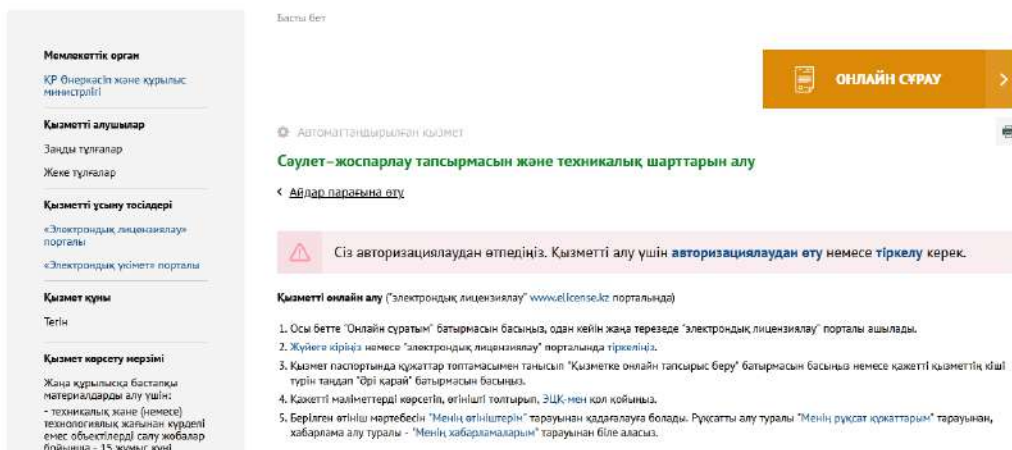 Басты бет
Мемлекеттік орган
ҚР Өнеркәсіп және құрылыс
министрлігі
Қызметті алушылар
Заңды тұлғалар
Жеке тұлғалар
Қызметті ұсыну тәсілдері
«Электрондық лицензиялау»
порталы
«Электрондық үкімет» порталы
Қызмет құны
Тегін
Қызмет көрсету мерзімі
Жаңа құрылысқа бастапқы
материалдарды алу үшін:
- техникалық және (немесе)
технологиялық жағынан күрделі
емес объектілерді салу жобалар
бойынша - 15 жұмыс күні
ОНЛАЙН СҰРАУ
Автоматтандырылған қызмет
Сәулет-жоспарлау тапсырмасын және техникалық шарттарын алу
Айдар парағына өту
Сіз авторизациялаудан өтпедіңіз. Қызметті алу үшін авторизациялаудан өту немесе тіркелу керек.
Қызметті онлайн алу ("электрондық лицензиялау" www.elicense.kz порталында)
1. Осы бетте "Онлайн сұратым" батырмасын басыңыз, одан кейін жаңа терезеде "электрондық лицензиялау" порталы ашылады.
2. Жүйеге кіріңіз немесе "электрондық лицензиялау" порталында тіркеліңіз.
3. Қызмет паспортында құжаттар топтамасымен танысып "Қызметке онлайн тапсырыс беру" батырмасын басыңыз немесе қажетті қызметтің кіші
түрін таңдап "Әрі қарай" батырмасын басыңыз.
4. Қажетті мәліметтерді көрсетіп, өтінішті толтырып, ЭЦҚ-мен қол қойыңыз.
5. Берілген өтініш мәртебесін "Менің өтініштерім" тарауынан қадағалауға болады. Рұқсатты алу туралы "Менің рұқсат құжаттарым" тарауынан,
хабарлама алу туралы - "Менің хабарламаларым" тарауынан біле аласыз.